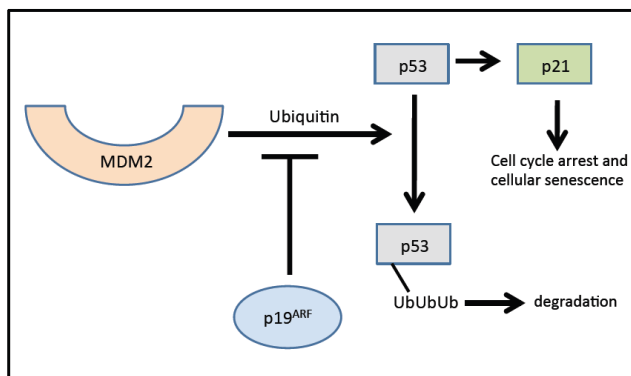 p53
p21
Ubiquitin
MDM2
Cell cycle arrest and
cellular senescence
p53
UbUbUb
degradation
p19ARF